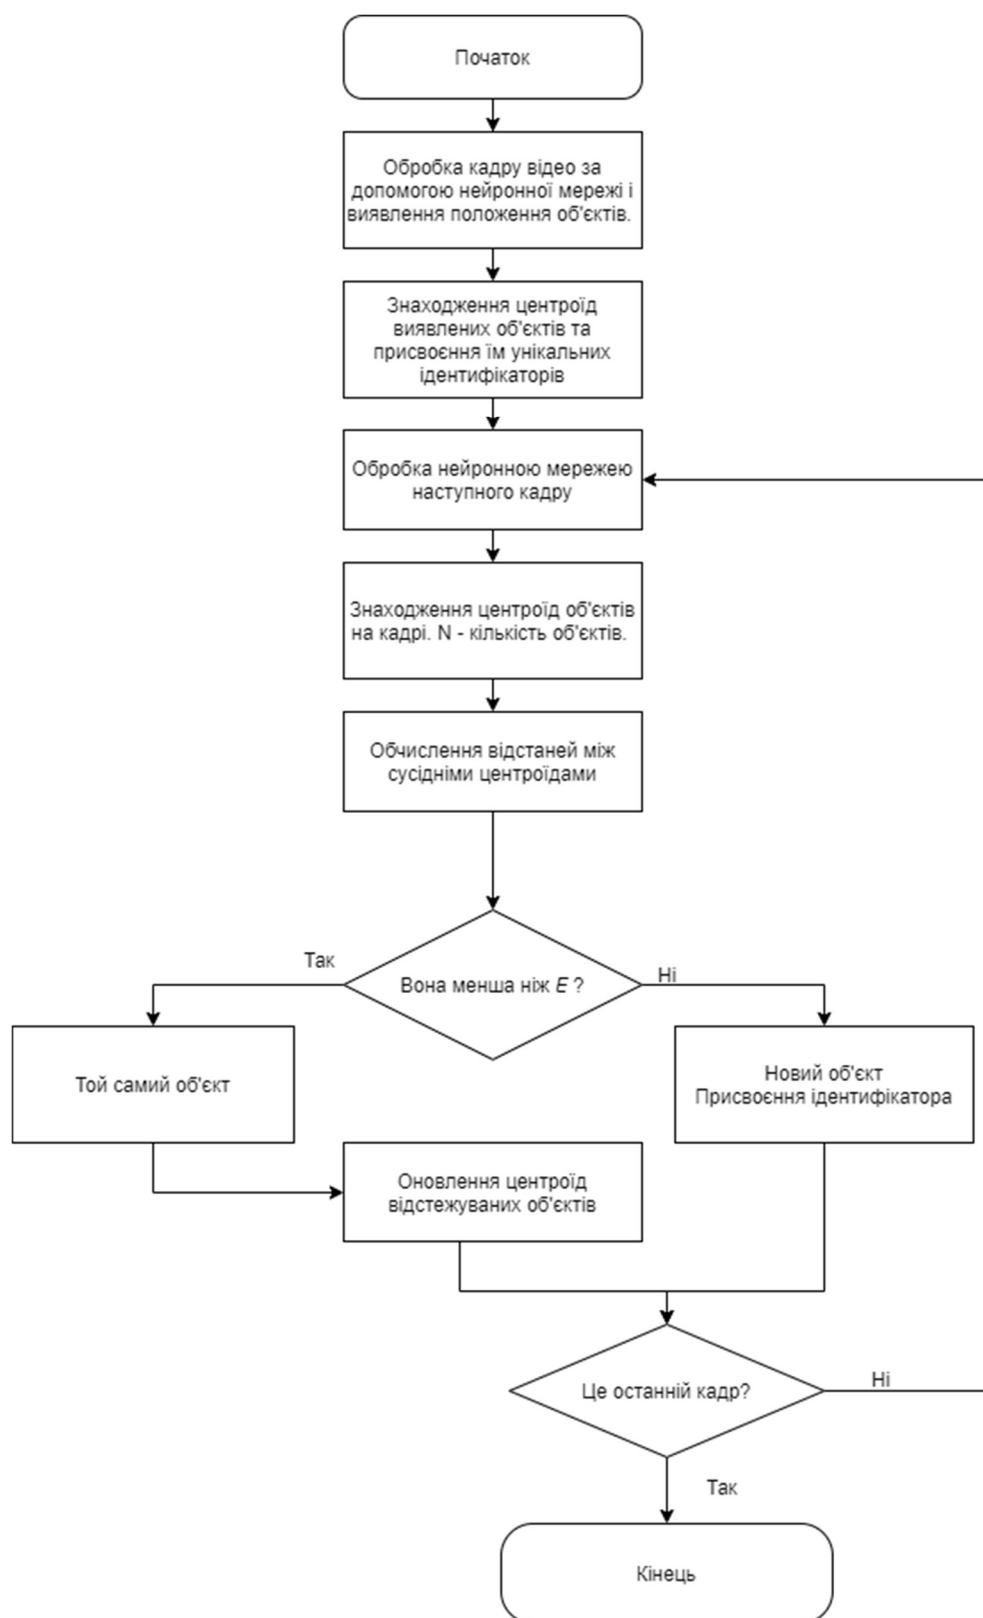 Початок
Обробка кадру відео за
допомогою нейронної мережі і
виявлення положення об'єктів.
Знаходження центроїд
виявлених об'єктів та
присвоєння їм унікальних
ідентифікаторів
Обробка нейронною мережею
наступного кадру
Знаходження центроїд об'єктів
на кадрі. N - кількість об'єктів.
Обчислення відстаней між
сусідніми центроїдами
Так
Вона менша ніж E ?
Ні
Той самий об'єкт
Новий об'єкт
Присвоєння ідентифікатора
Оновлення центроїд
відстежуваних об'єктів
Це останній кадр?
Ні
Так
Кінець